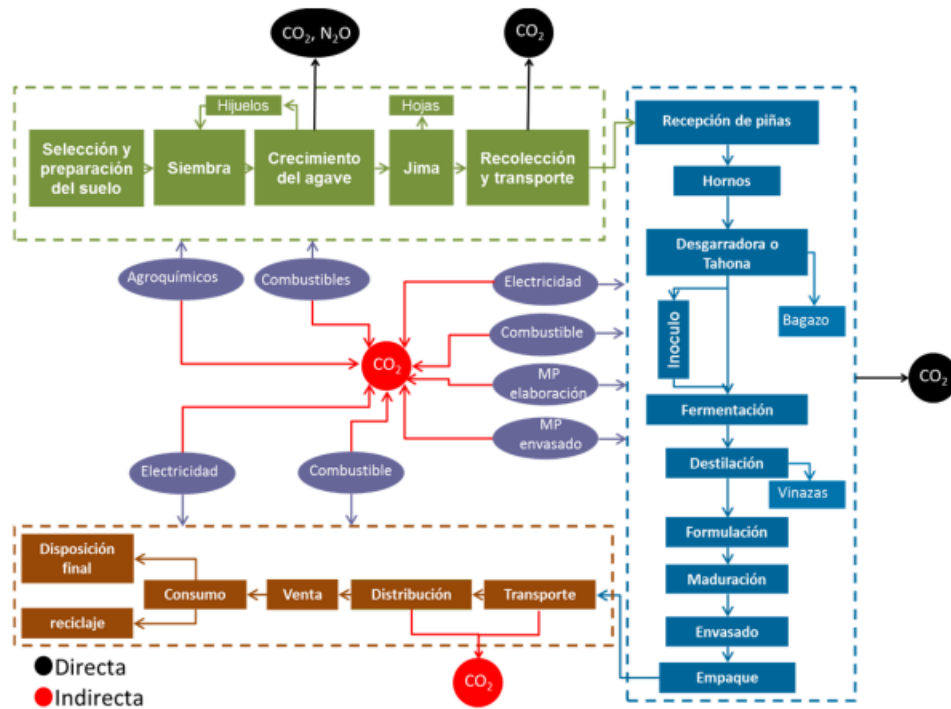 CO₂, N₂O
CO₂
Hijuelos
Hojas
Selección y
preparación
del suelo
Siembra
Crecimiento
del agave
Jima
Recolección
y transporte
Recepción de piñas
Hornos
Desgarradora o
Tahona
Bagazo
Inoculo
Fermentación
Destilación
Vinazas
Formulación
Maduración
Envasado
Empaque
CO₂
Agroquímicos
Combustibles
Electricidad
Combustible
MP
elaboración
MP
envasado
CO₂
Electricidad
Combustible
Disposición
final
reciclaje
Consumo
Venta
Distribución
Transporte
CO₂
Directa
Indirecta